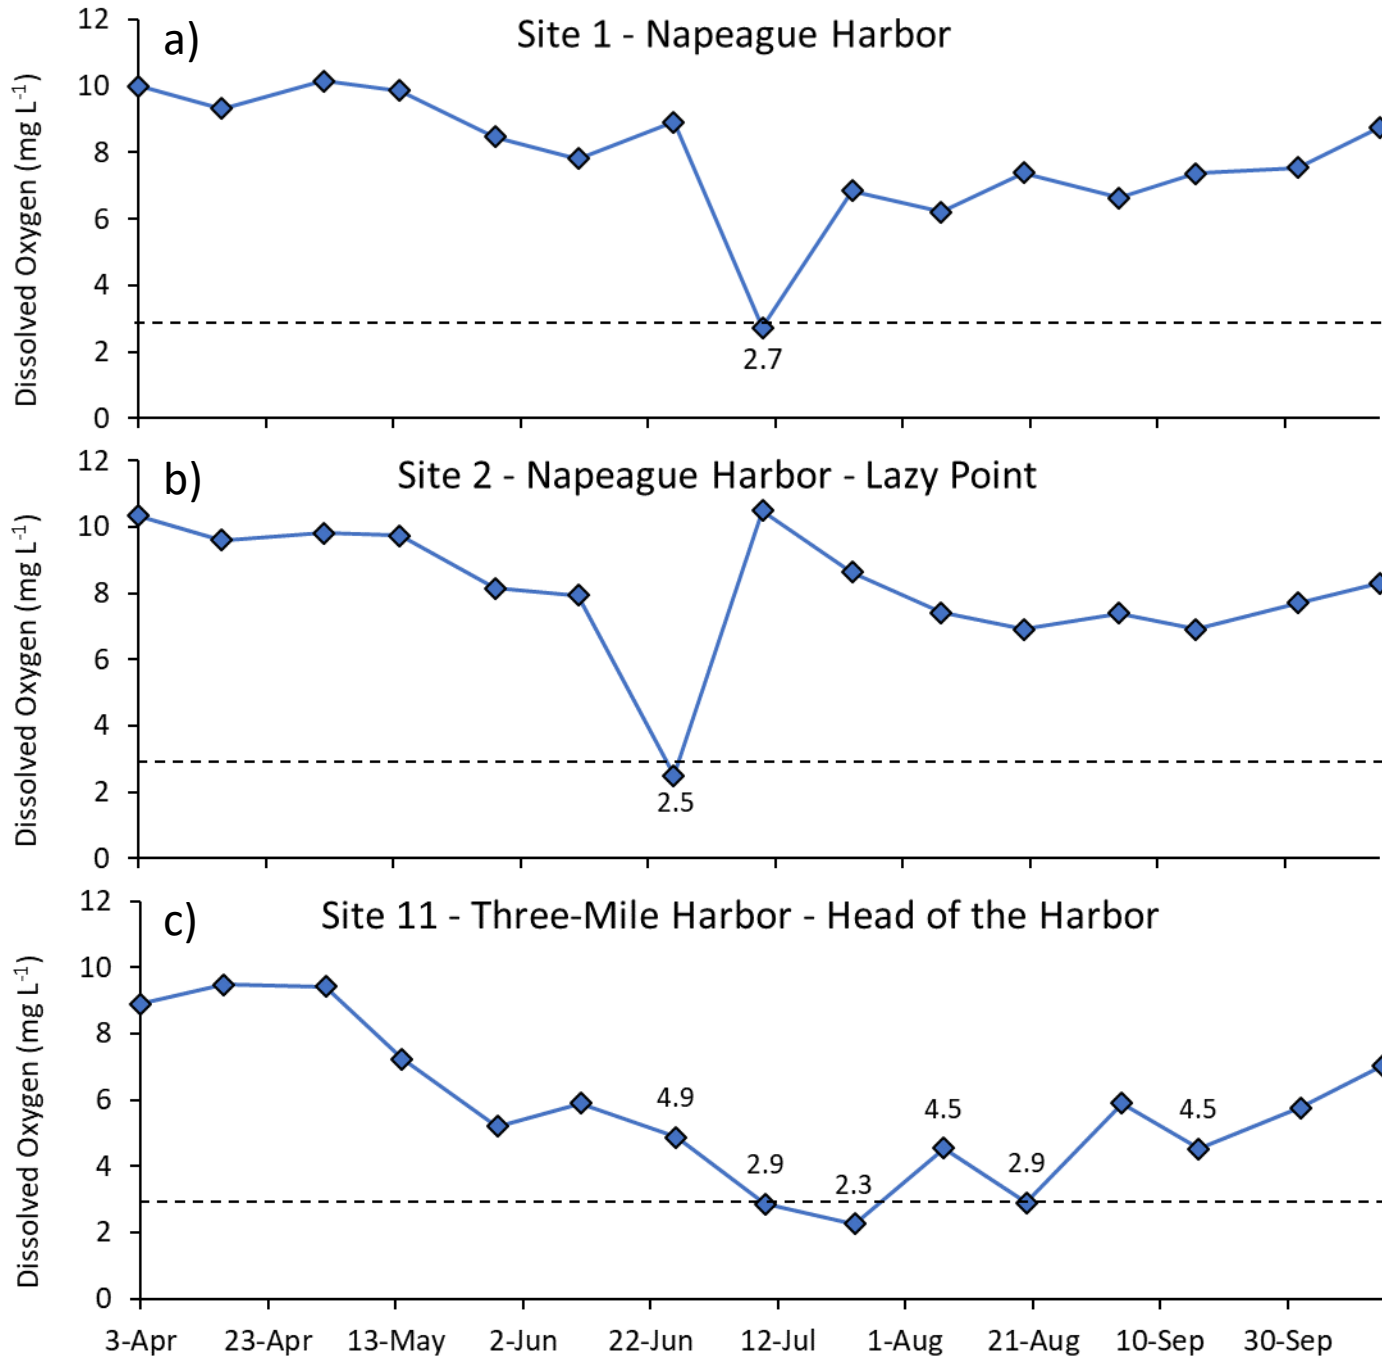 a)
Site 1 - Napeague Harbor
Dissolved Oxygen (mg L⁻¹)
12
10
8
6
4
2
0
2.7
b)
Site 2 - Napeague Harbor - Lazy Point
Dissolved Oxygen (mg L⁻¹)
12
10
8
6
4
2
0
2.5
c)
Site 11 - Three-Mile Harbor - Head of the Harbor
Dissolved Oxygen (mg L⁻¹)
12
10
8
6
4
2
0
4.9
2.9
2.3
4.5
2.9
4.5
3-Apr 23-Apr 13-May 2-Jun 22-Jun 12-Jul 1-Aug 21-Aug 10-Sep 30-Sep